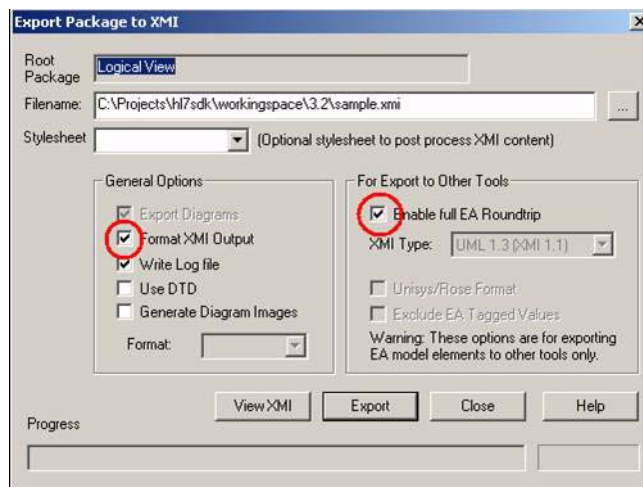 Export Package to XMI
Root Package
Logical View
Filename:
C:\Projects\hl7sdk\workingspace\3.2\sample.xmi
...
Stylesheet
(Optional stylesheet to post process XMI content)
General Options
Export Diagrams
Format XMI Output
Write Log file
Use DTD
Generate Diagram Images
Format:
For Export to Other Tools
Enable full EA Roundtrip
XMI Type:
UML 1.3 (XMI 1.1)
Unisys/Rose Format
Exclude EA Tagged Values
Warning: These options are for exporting
EA model elements to other tools only.
View XMI
Export
Close
Help
Progress